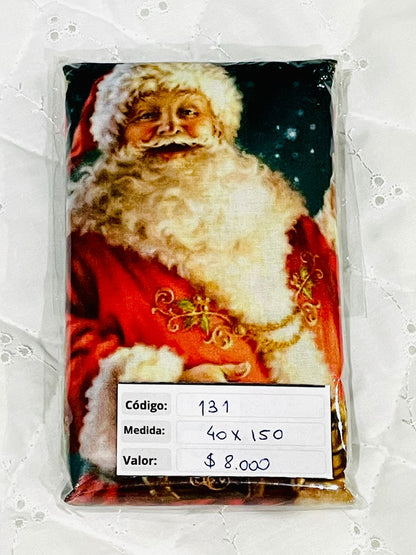 Código: 131
Medida: 40 x 150
Valor: $ 8.000